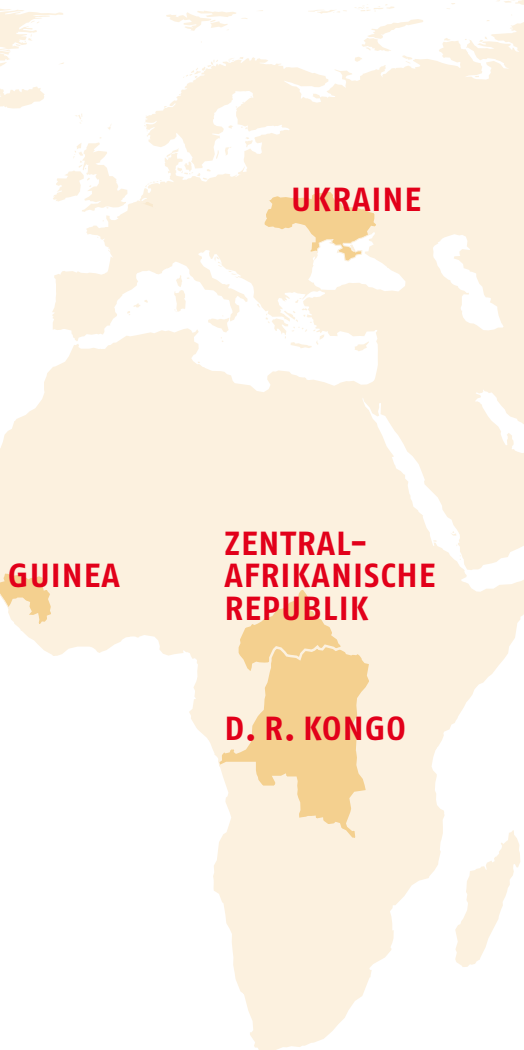 UKRAINE
GUINEA
ZENTRAL–
AFRIKANISCHE
REPUBLIK
D. R. KONGO